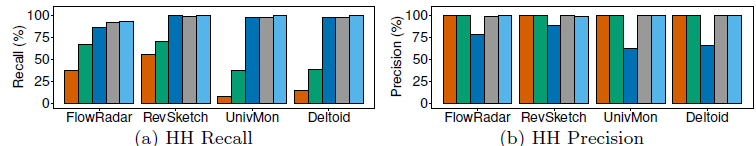 100
75
50
25
0
Recall (%)
FlowRadar RevSketch UnivMon Deltoid
(a) HH Recall
100
75
50
25
0
Precision (%)
FlowRadar RevSketch UnivMon Deltoid
(b) HH Precision